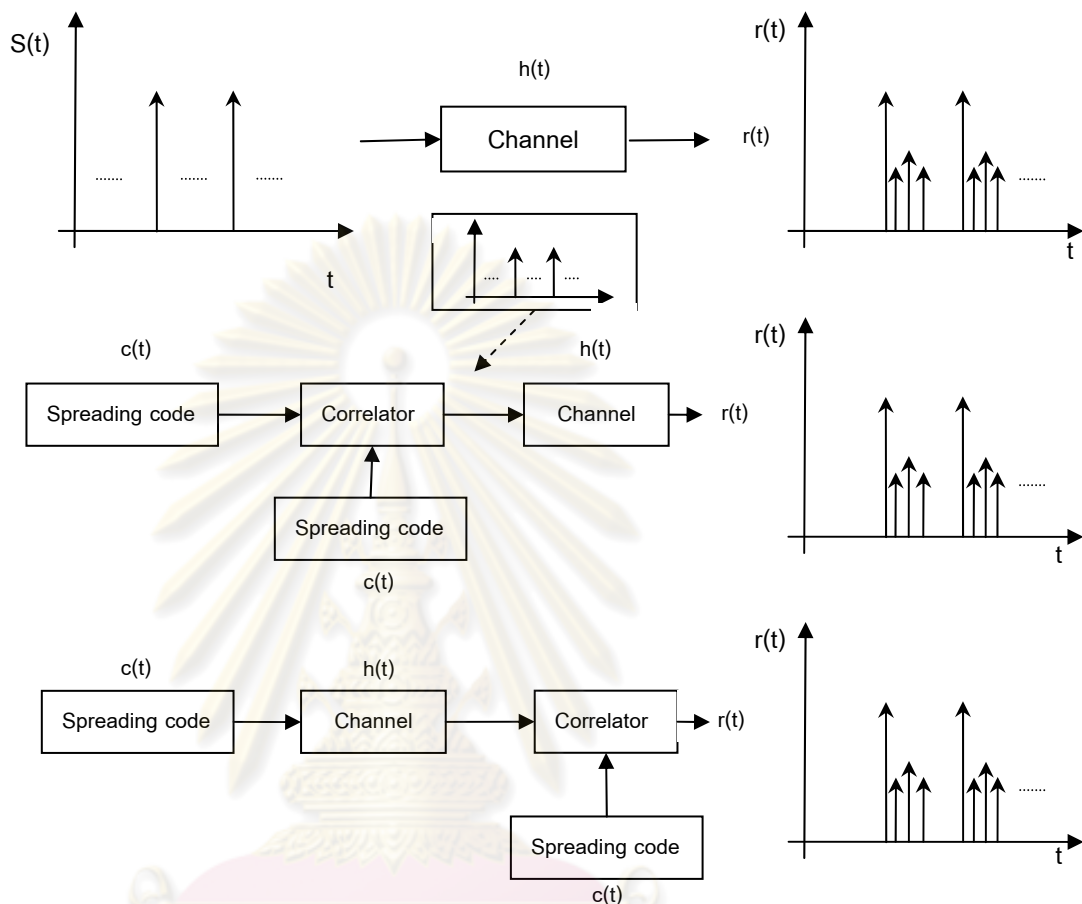 S(t)
.......
.......
.......
t
h(t)
Channel
r(t)
r(t)
.......
t
....
....
....
c(t)
Spreading code
Correlator
h(t)
Channel
r(t)
Spreading code
c(t)
r(t)
.......
t
c(t)
Spreading code
h(t)
Channel
Correlator
r(t)
Spreading code
c(t)
r(t)
.......
t